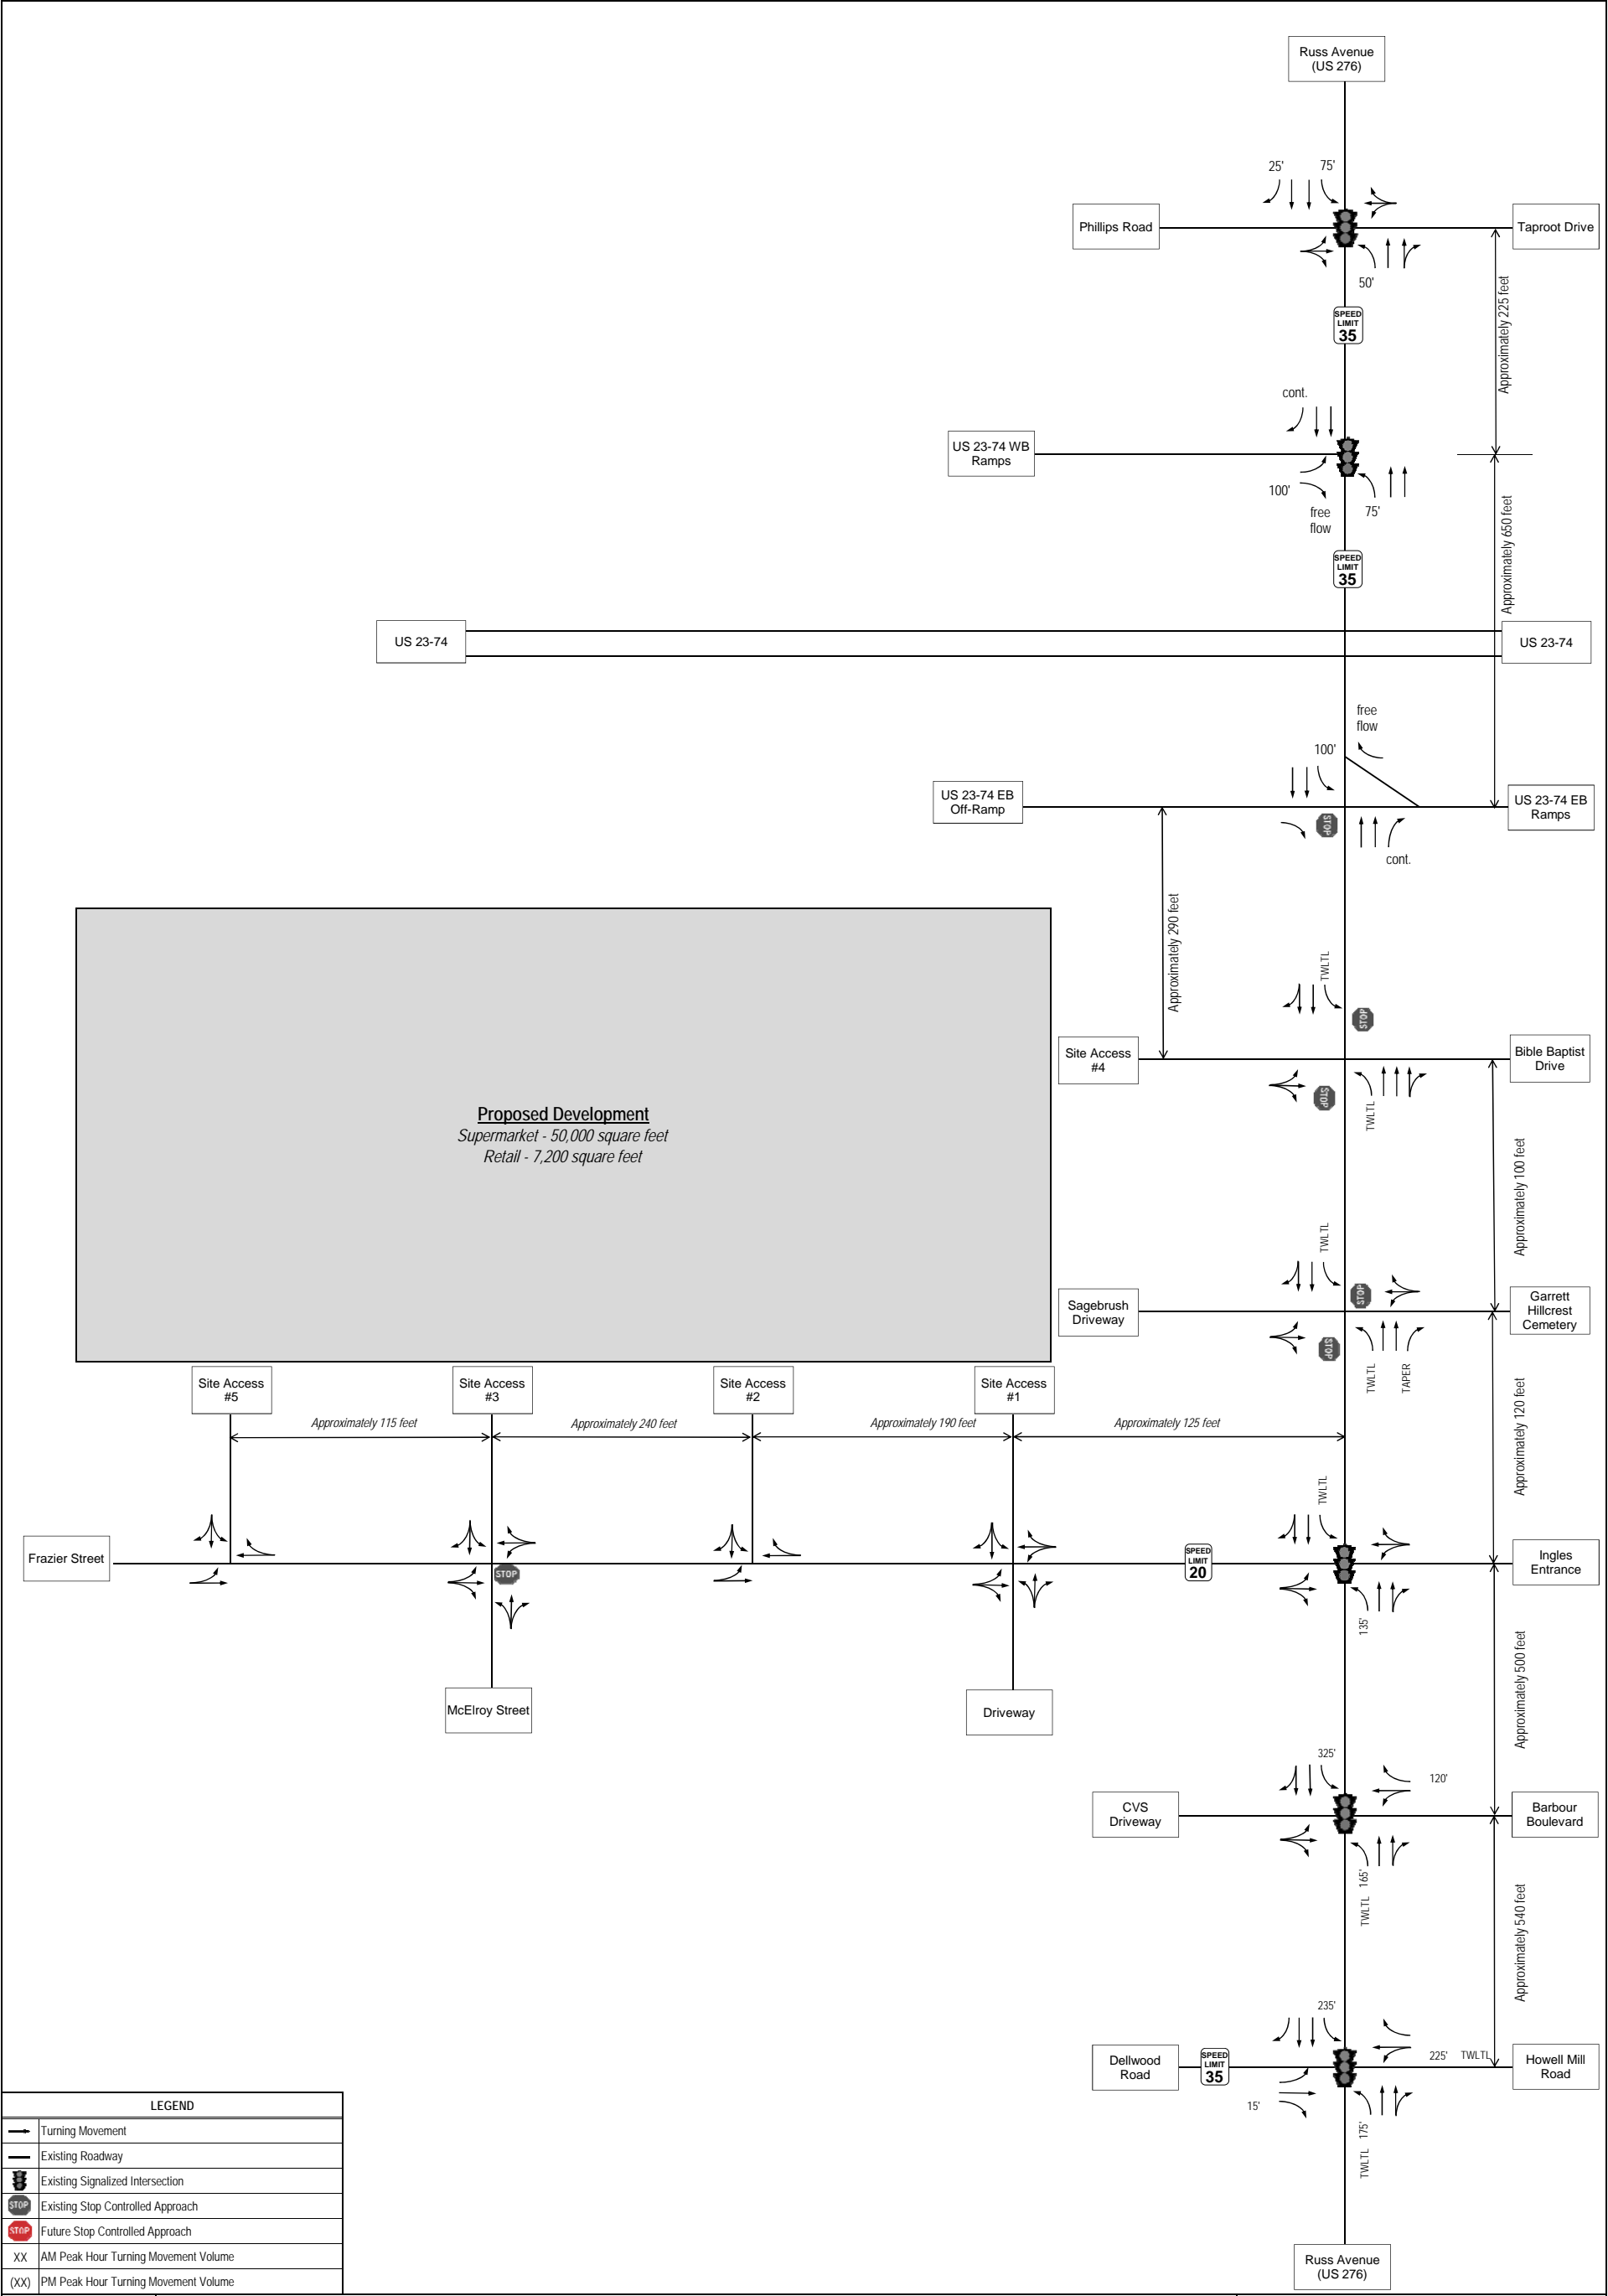 Russ Avenue
(US 276)
25'
75'
Phillips Road
Taproot Drive
50'
Approximately 225 feet
SPEED
LIMIT
35
cont.
US 23-74 WB
Ramps
100'
free
flow
75'
Approximately 650 feet
SPEED
LIMIT
35
US 23-74
US 23-74
free
flow
100'
US 23-74 EB
Off-Ramp
US 23-74 EB
Ramps
STOP
cont.
Approximately 290 feet
TWLTL
STOP
Site Access
#4
Bible Baptist
Drive
STOP
TWLTL
Proposed Development
Supermarket - 50,000 square feet
Retail - 7,200 square feet
Approximately 100 feet
TWLTL
STOP
Sagebrush
Driveway
Garrett
Hillcrest
Cemetery
STOP
TWLTL
TAPER
Site Access
#5
Site Access
#3
Site Access
#2
Site Access
#1
Approximately 115 feet
Approximately 240 feet
Approximately 190 feet
Approximately 125 feet
Approximately 120 feet
TWLTL
Frazier Street
STOP
SPEED
LIMIT
20
Ingles
Entrance
135'
McElroy Street
Driveway
Approximately 500 feet
325'
120'
CVS
Driveway
Barbour
Boulevard
TWLTL 165'
Approximately 540 feet
235'
Dellwood
Road
SPEED
LIMIT
35
225' TWLTL
Howell Mill
Road
15'
TWLTL 175'
LEGEND
Turning Movement
Existing Roadway
Existing Signalized Intersection
STOP Existing Stop Controlled Approach
STOP Future Stop Controlled Approach
XX AM Peak Hour Turning Movement Volume
(XX) PM Peak Hour Turning Movement Volume
Russ Avenue
(US 276)